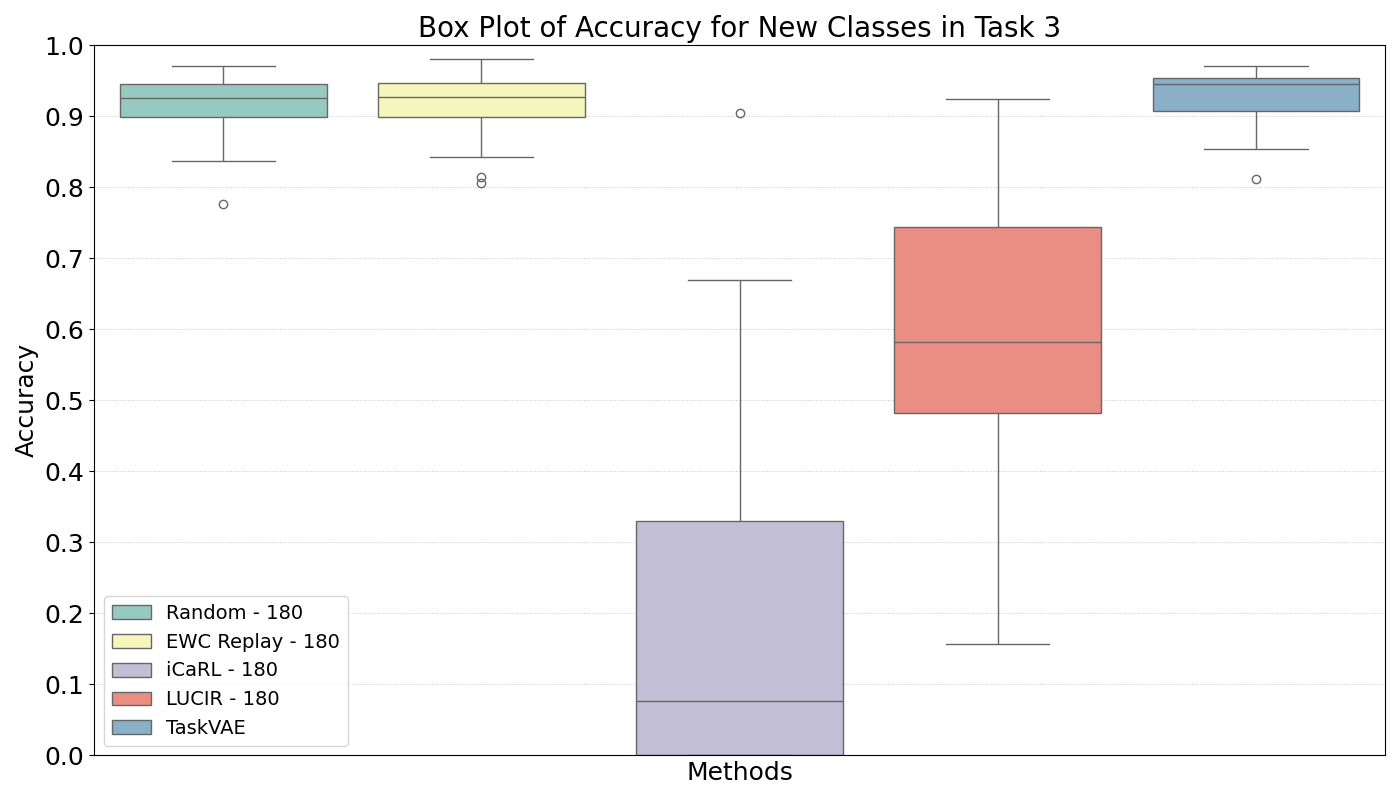 Box Plot of Accuracy for New Classes in Task 3
1.0
0.9
0.8
0.7
0.6
0.5
0.4
0.3
0.2
0.1
0.0
Accuracy
Random - 180
EWC Replay - 180
iCaRL - 180
LUCIR - 180
TaskVAE
Methods